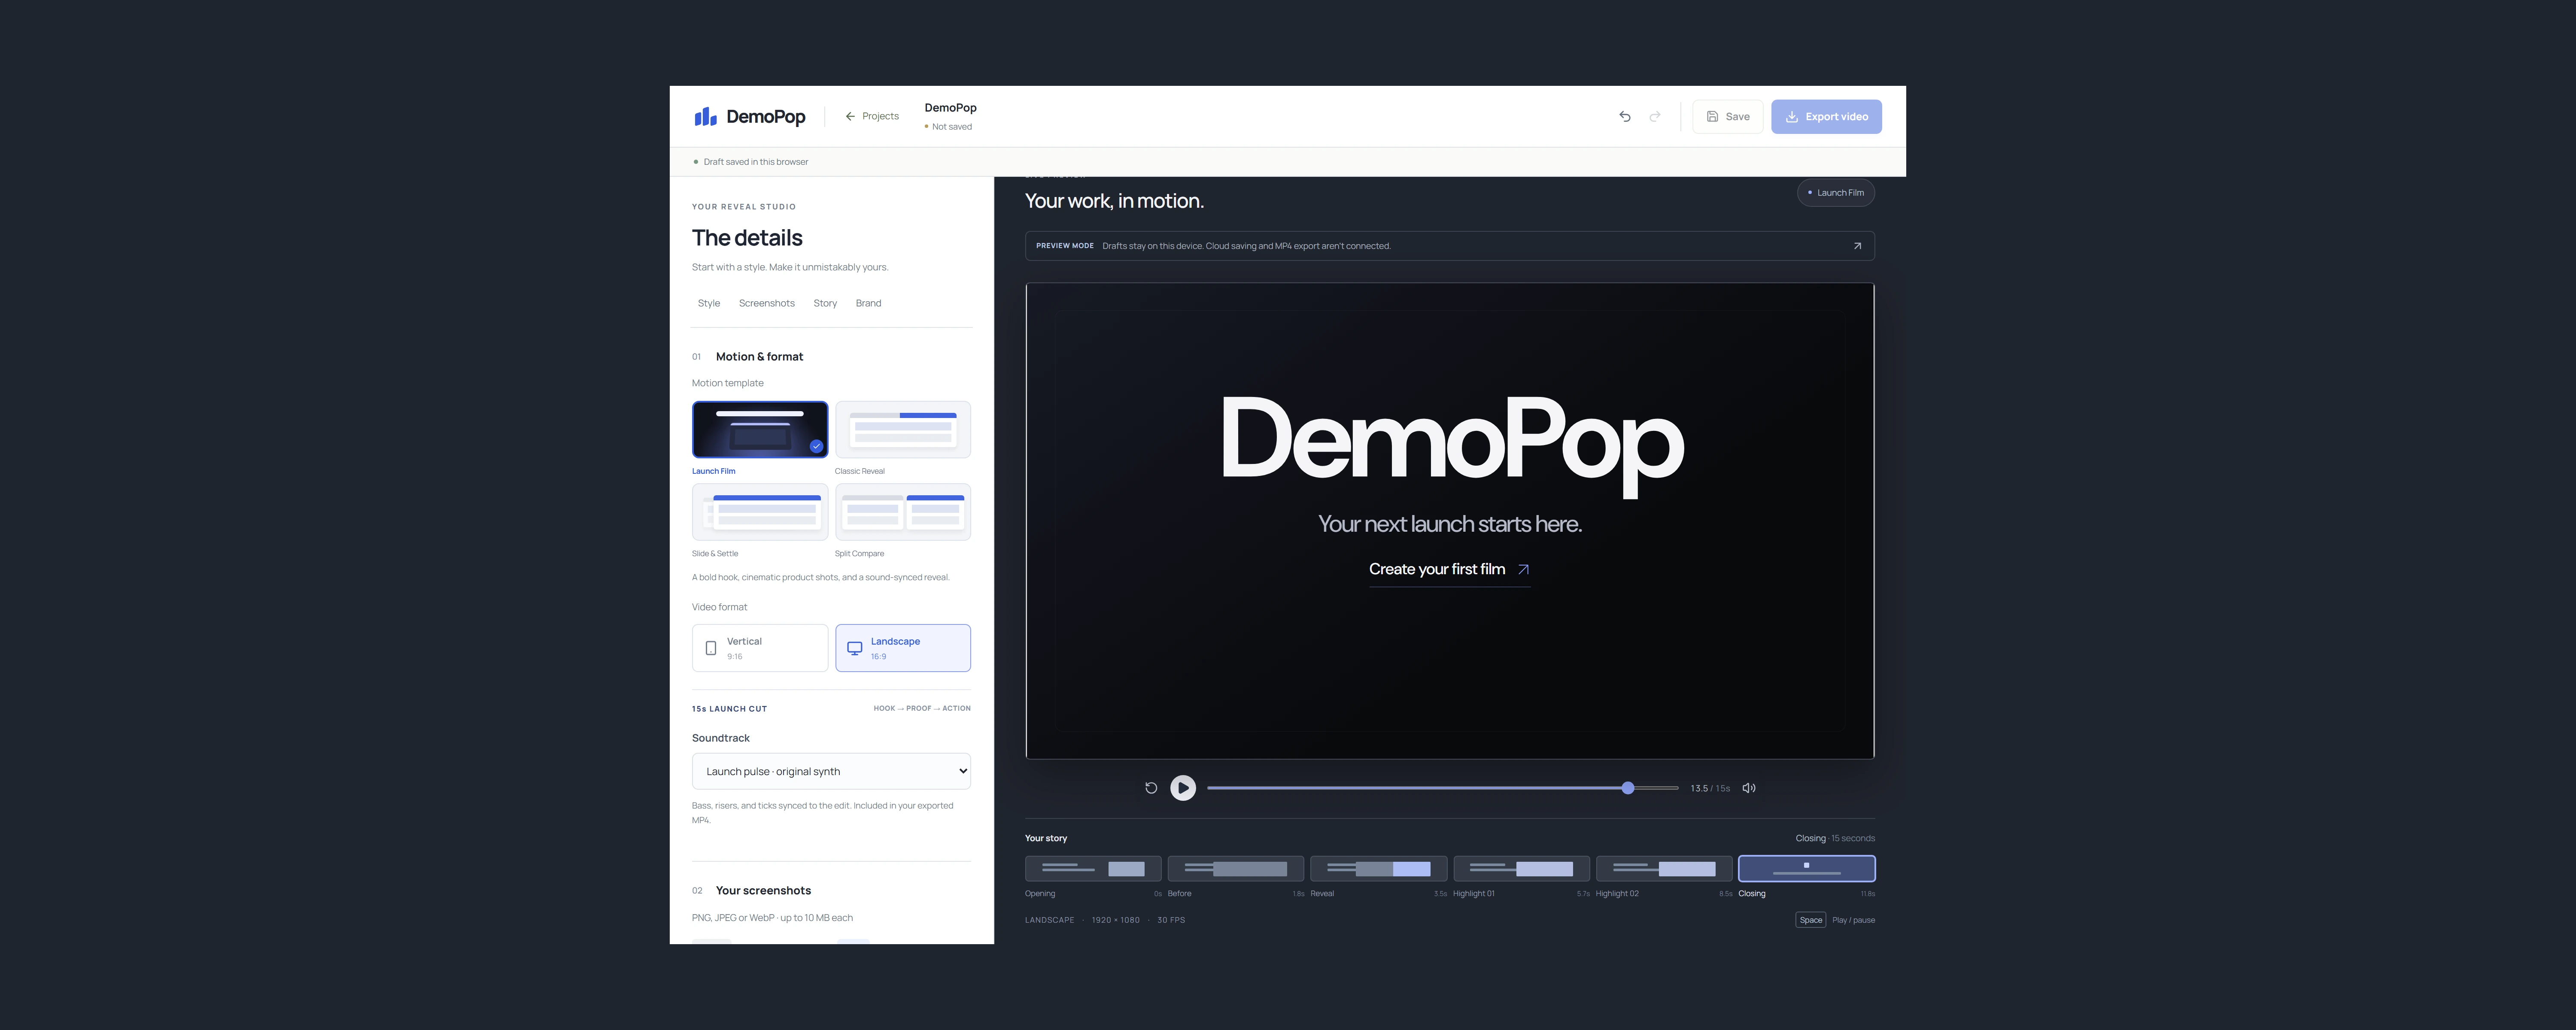 DemoPop
Projects
DemoPop
Not saved
Save
Export video
Draft saved in this browser
YOUR REVEAL STUDIO
The details
Start with a style. Make it unmistakably yours.
Style Screenshots Story Brand
01 Motion & format
Motion template
Launch Film
Classic Reveal
Slide & Settle
Split Compare
A bold hook, cinematic product shots, and a sound-synced reveal.
Video format
Vertical
9:16
Landscape
16:9
15s LAUNCH CUT
HOOK → PROOF → ACTION
Soundtrack
Launch pulse · original synth
Bass, risers, and ticks synced to the edit. Included in your exported
MP4.
02 Your screenshots
PNG, JPEG or WebP · up to 10 MB each
Your work, in motion.
Launch Film
PREVIEW MODE Drafts stay on this device. Cloud saving and MP4 export aren't connected.
DemoPop
Your next launch starts here.
Create your first film
13.5 / 15s
Your story
Closing · 15 seconds
Opening 0s
Before 1.8s
Reveal 3.5s
Highlight 01 5.7s
Highlight 02 8.5s
Closing 11.8s
LANDSCAPE · 1920 × 1080 · 30 FPS
Space Play / pause